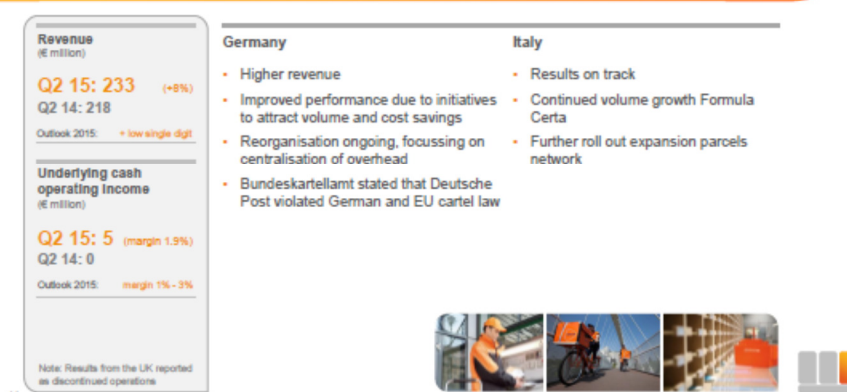 Revenue
(€ million)
Q2 15: 233 (+8%)
Q2 14: 218
Outlook 2015: + low single digit
Underlying cash
operating income
(€ million)
Q2 15: 5 (margin 1.9%)
Q2 14: 0
Outlook 2015: margin 1% - 3%
Note: Results from the UK reported
as discontinued operations
Germany
• Higher revenue
• Improved performance due to initiatives
to attract volume and cost savings
• Reorganisation ongoing, focussing on
centralisation of overhead
• Bundeskartellamt stated that Deutsche
Post violated German and EU cartel law
Italy
• Results on track
• Continued volume growth Formula
Certa
• Further roll out expansion parcels
network